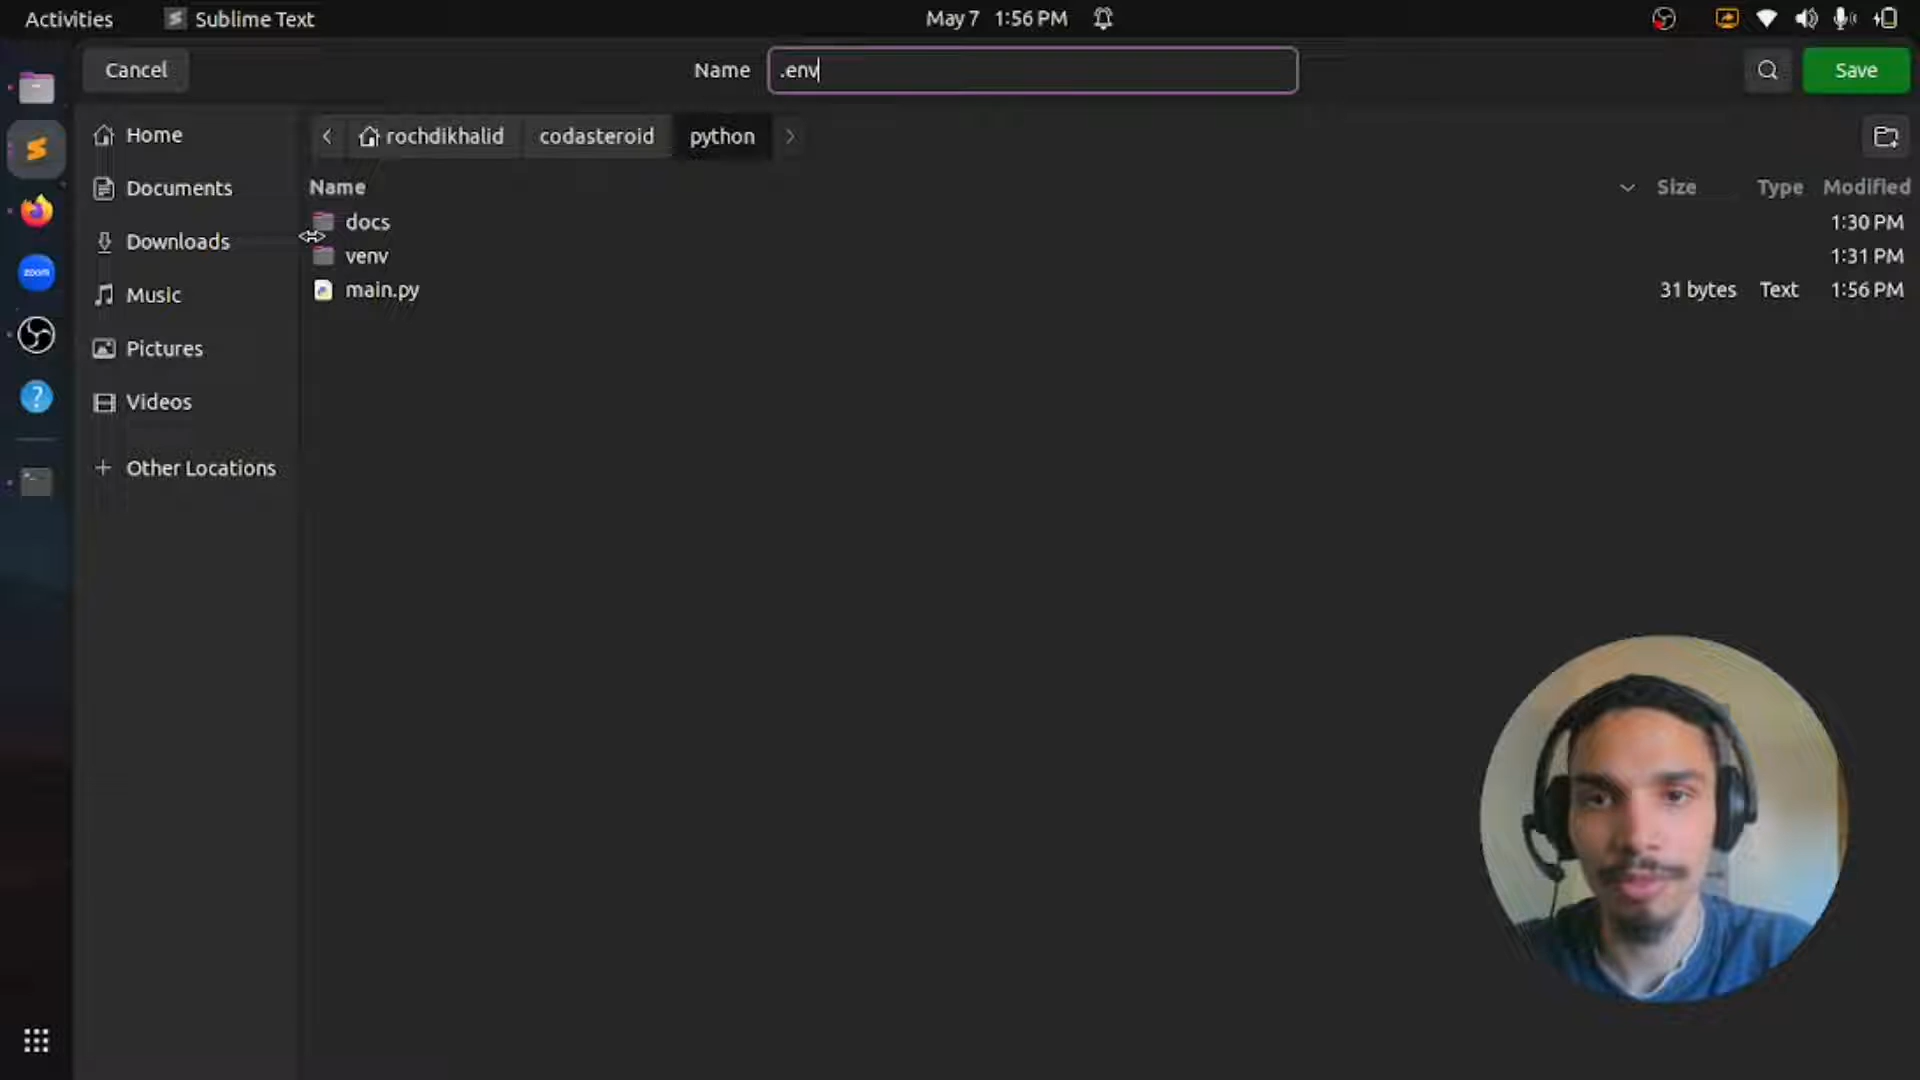 Activities Sublime Text May 7 1:56 PM
Cancel Name .env Save
Home
Documents
Downloads
Music
Pictures
Videos
Other Locations
rochdikhalid codasteroid python
Name Size Type Modified
docs 1:30 PM
venv 1:31 PM
main.py 31 bytes Text 1:56 PM
zoom